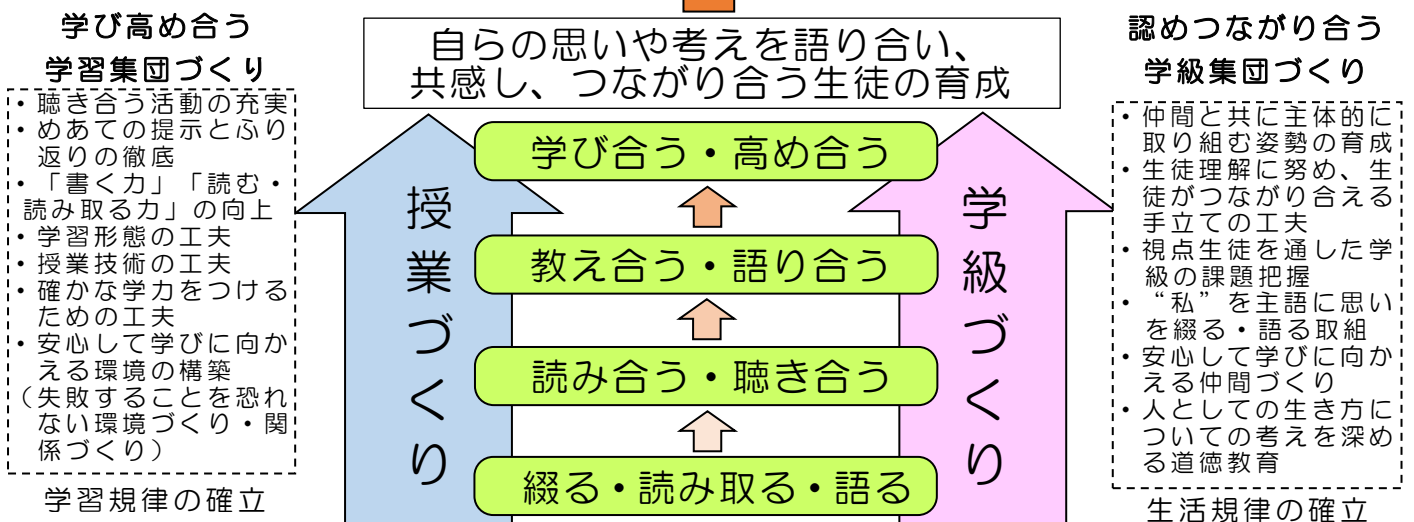 学び高め合う
学習集団づくり
・聴き合う活動の充実
・めあての提示とふり
返りの徹底
・「書く力」「読む・
読み取る力」の向上
・学習形態の工夫
・授業技術の工夫
・確かな学力をつける
ための工夫
・安心して学びに向か
える環境の構築
（失敗することを恐れ
ない環境づくり・関
係づくり）
学習規律の確立
自らの思いや考えを語り合い、
共感し、つながり合う生徒の育成
授業づくり
学び合う・高め合う
教え合う・語り合う
読み合う・聴き合う
綴る・読み取る・語る
学級づくり
認めつながり合う
学級集団づくり
・仲間と共に主体的に
取り組む姿勢の育成
・生徒理解に努め、生
徒がつながり合える
手立ての工夫
・視点生徒を通した学
級の課題把握
・“私”を主語に思い
を綴る・語る取組
・安心して学びに向か
える仲間づくり
・人としての生き方に
ついての考えを深め
る道徳教育
生活規律の確立